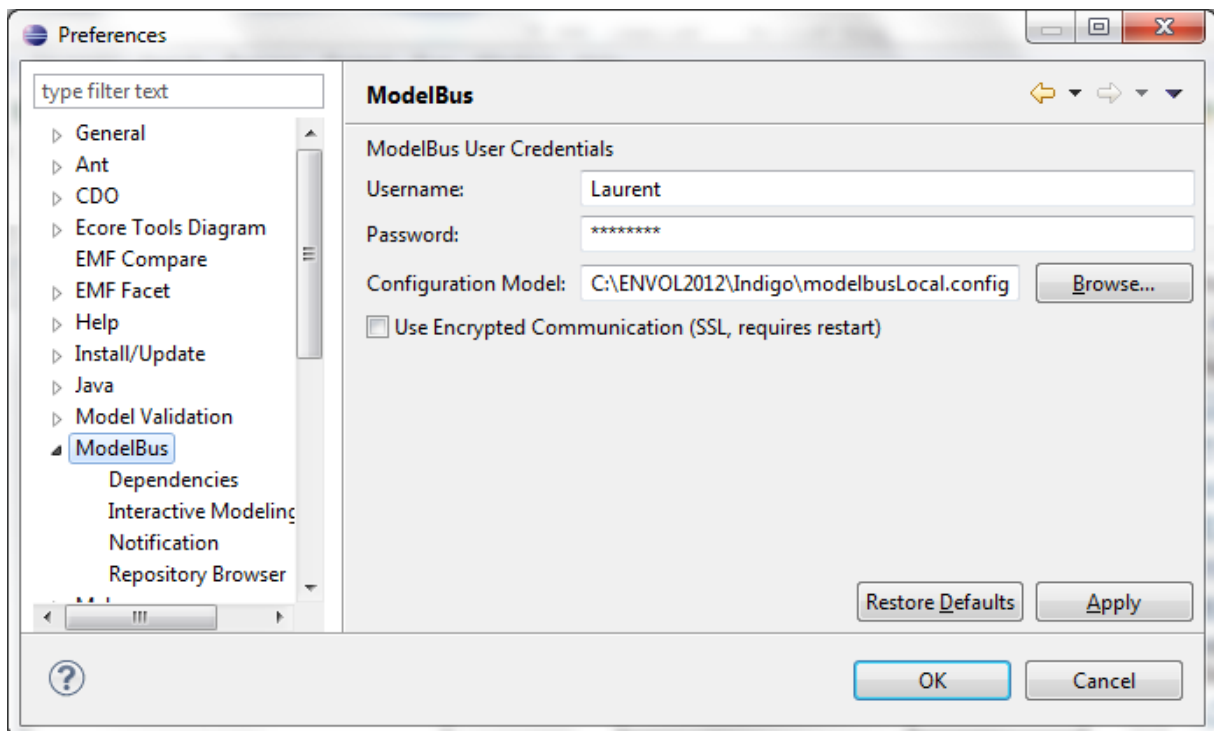 Preferences
type filter text
General
Ant
CDO
Ecore Tools Diagram
EMF Compare
EMF Facet
Help
Install/Update
Java
Model Validation
ModelBus
Dependencies
Interactive Modeling
Notification
Repository Browser
ModelBus
ModelBus User Credentials
Username: Laurent
Password: ********
Configuration Model: C:\ENVOL2012\Indigo\modelbusLocal.config Browse...
Use Encrypted Communication (SSL, requires restart)
Restore Defaults Apply
OK Cancel